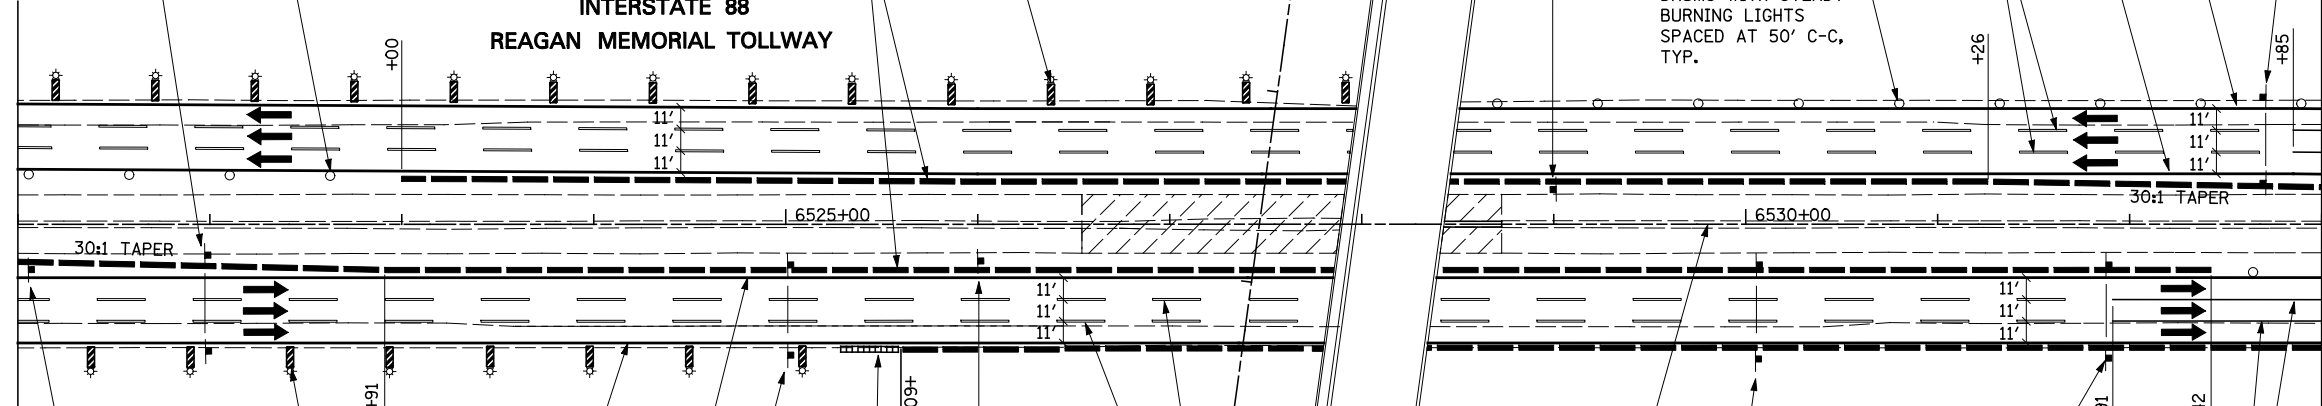 INTERSTATE 88
REAGAN MEMORIAL TOLLWAY
BURNING LIGHTS
SPACED AT 50' C-C,
TYP.
+00
+26
+85
11'
11'
11'
11'
11'
11'
6525+00
6530+00
30:1 TAPER
30:1 TAPER
11'
11'
11'
11'
11'
11'
+91
+09